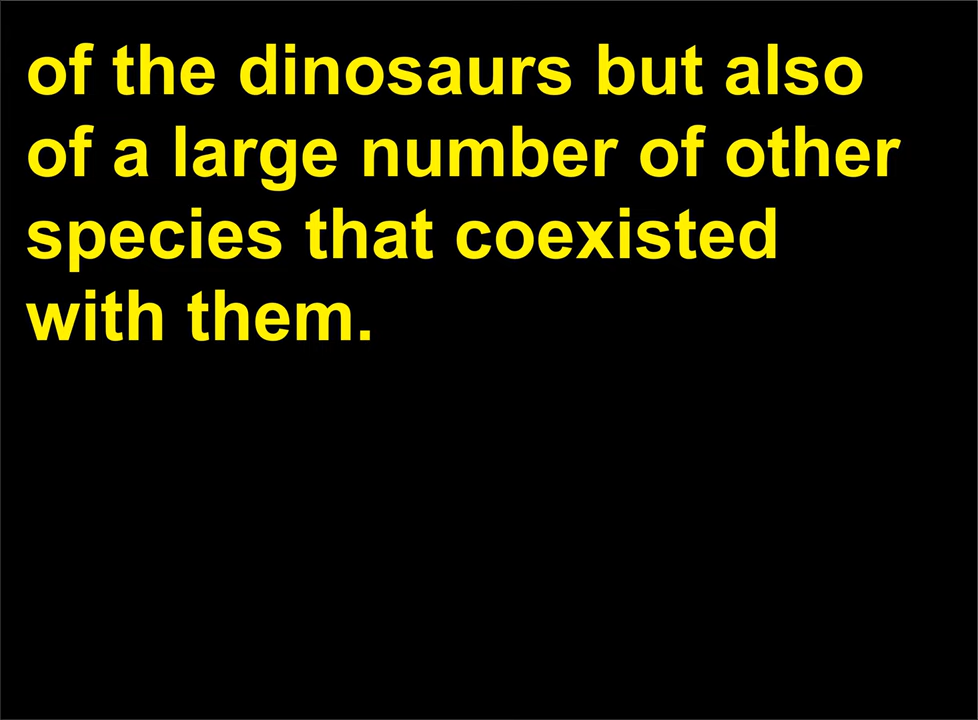 of the dinosaurs but also
of a large number of other
species that coexisted
with them.